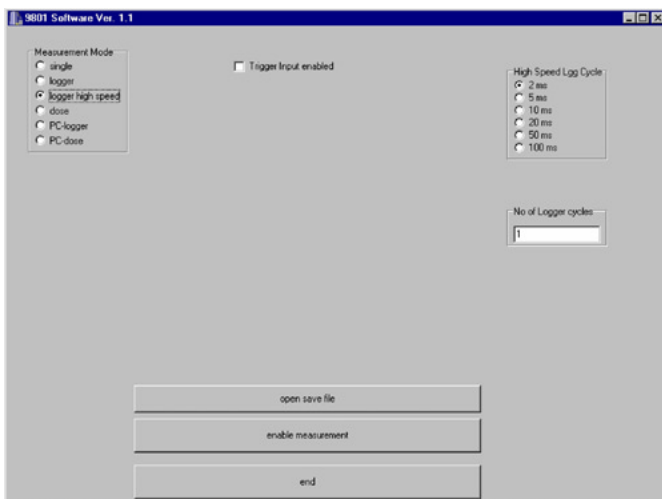 9801 Software Ver. 1.1
Measurement Mode
single
logger
logger high speed
dose
PC-logger
PC-dose
Trigger Input enabled
High Speed Lgg Cycle
2 ms
5 ms
10 ms
20 ms
50 ms
100 ms
No of Logger cycles
1
open save file
enable measurement
end